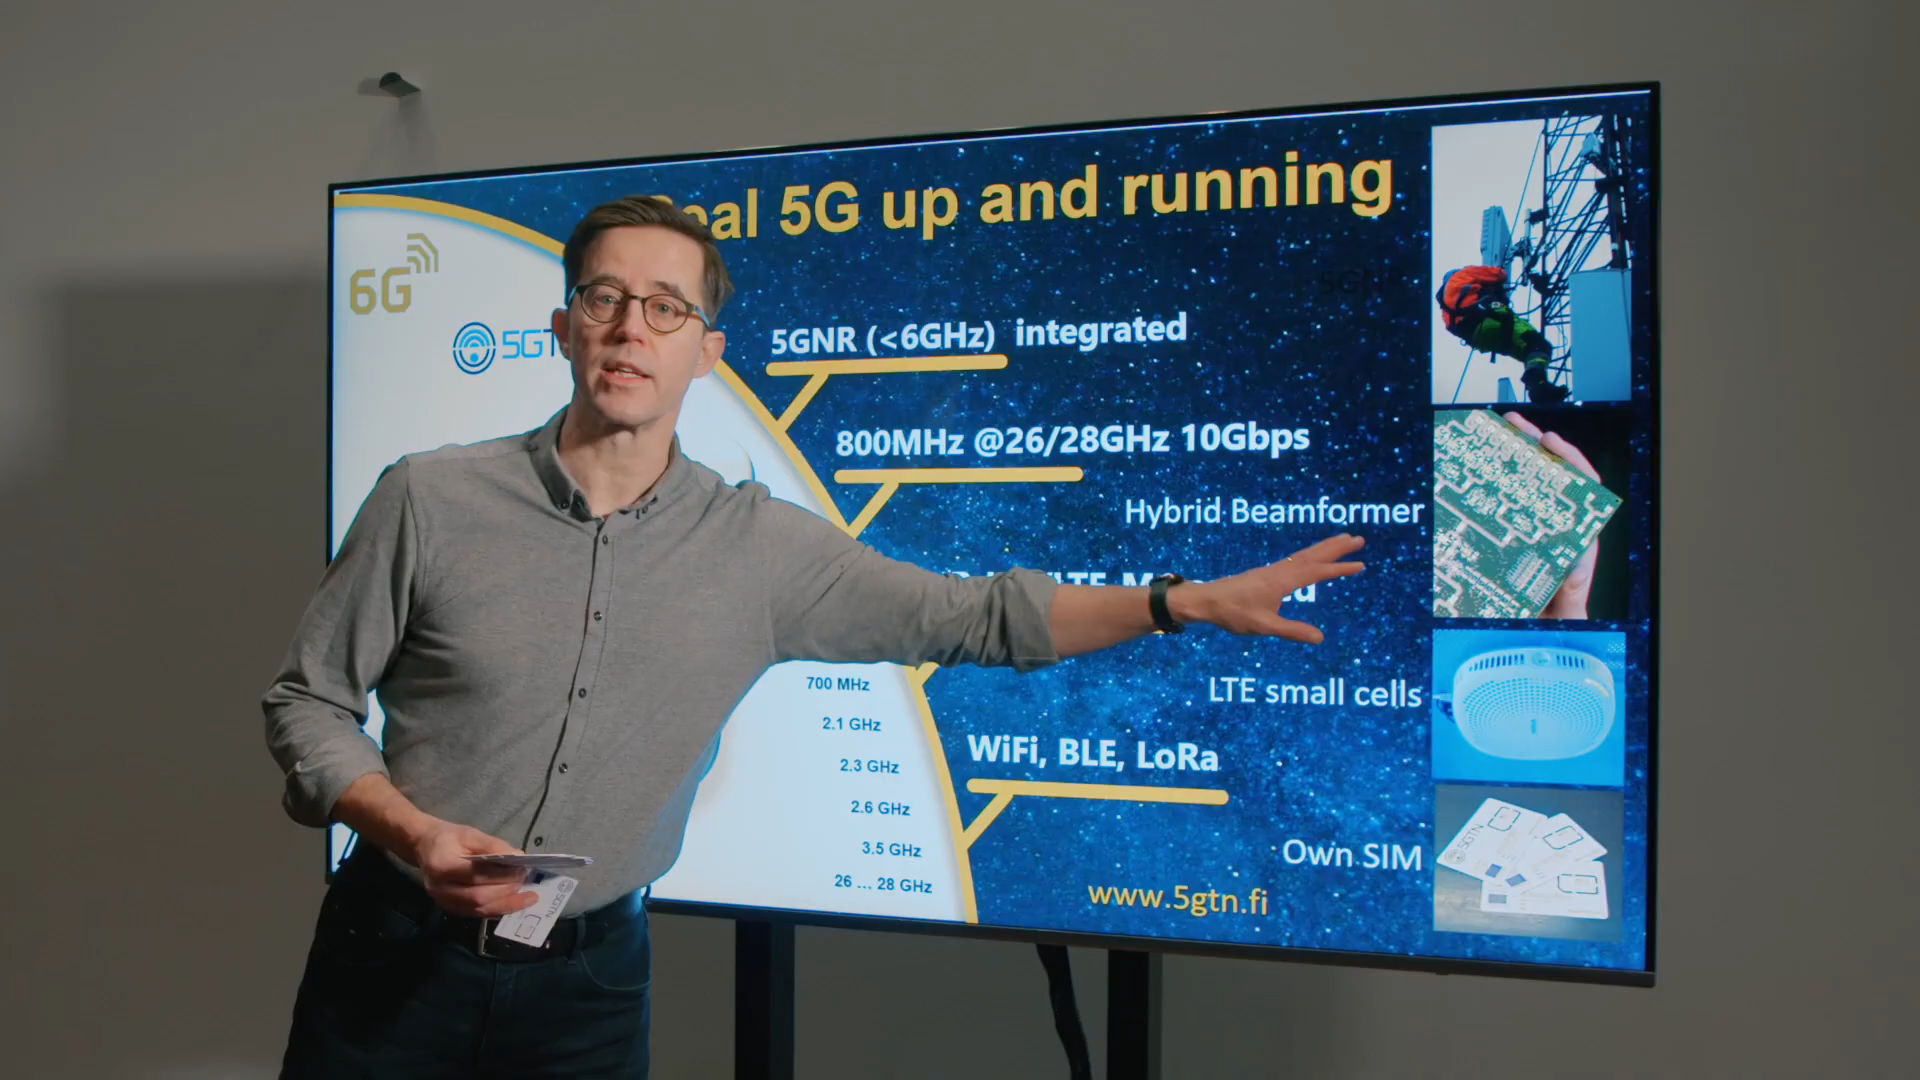 5G up and running
6G
5GT
5GNR (<6GHz) integrated
800MHz @26/28GHz 10Gbps
Hybrid Beamformer
700 MHz
2.1 GHz
2.3 GHz
2.6 GHz
3.5 GHz
26 ... 28 GHz
LTE small cells
WiFi, BLE, LoRa
Own SIM
www.5gtn.fi
5GTN
5GTN